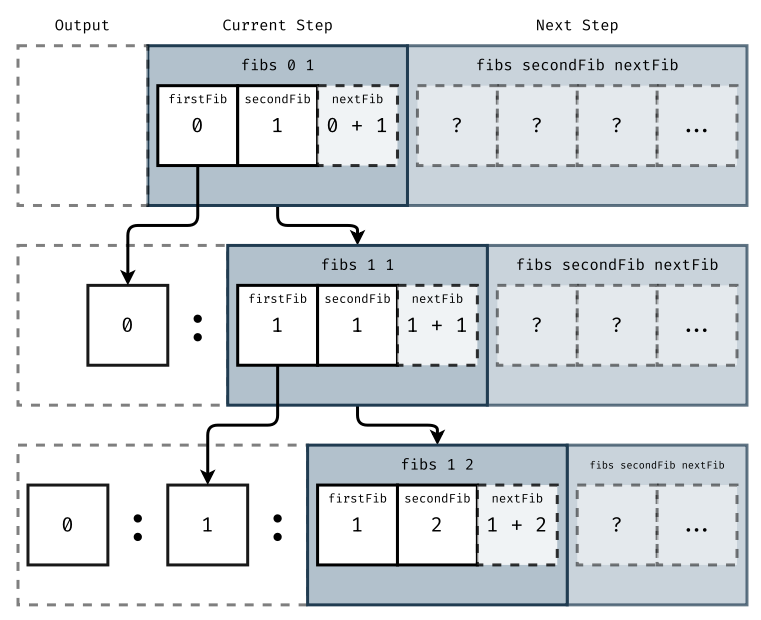 Output Current Step Next Step
fibs 0 1 fibs secondFib nextFib
firstFib secondFib nextFib
0 1 0 + 1 ? ? ? ...
fibs 1 1 fibs secondFib nextFib
firstFib secondFib nextFib
0 : 1 1 1 + 1 ? ? ...
fibs 1 2 fibs secondFib nextFib
firstFib secondFib nextFib
0 : 1 : 1 2 1 + 2 ? ...